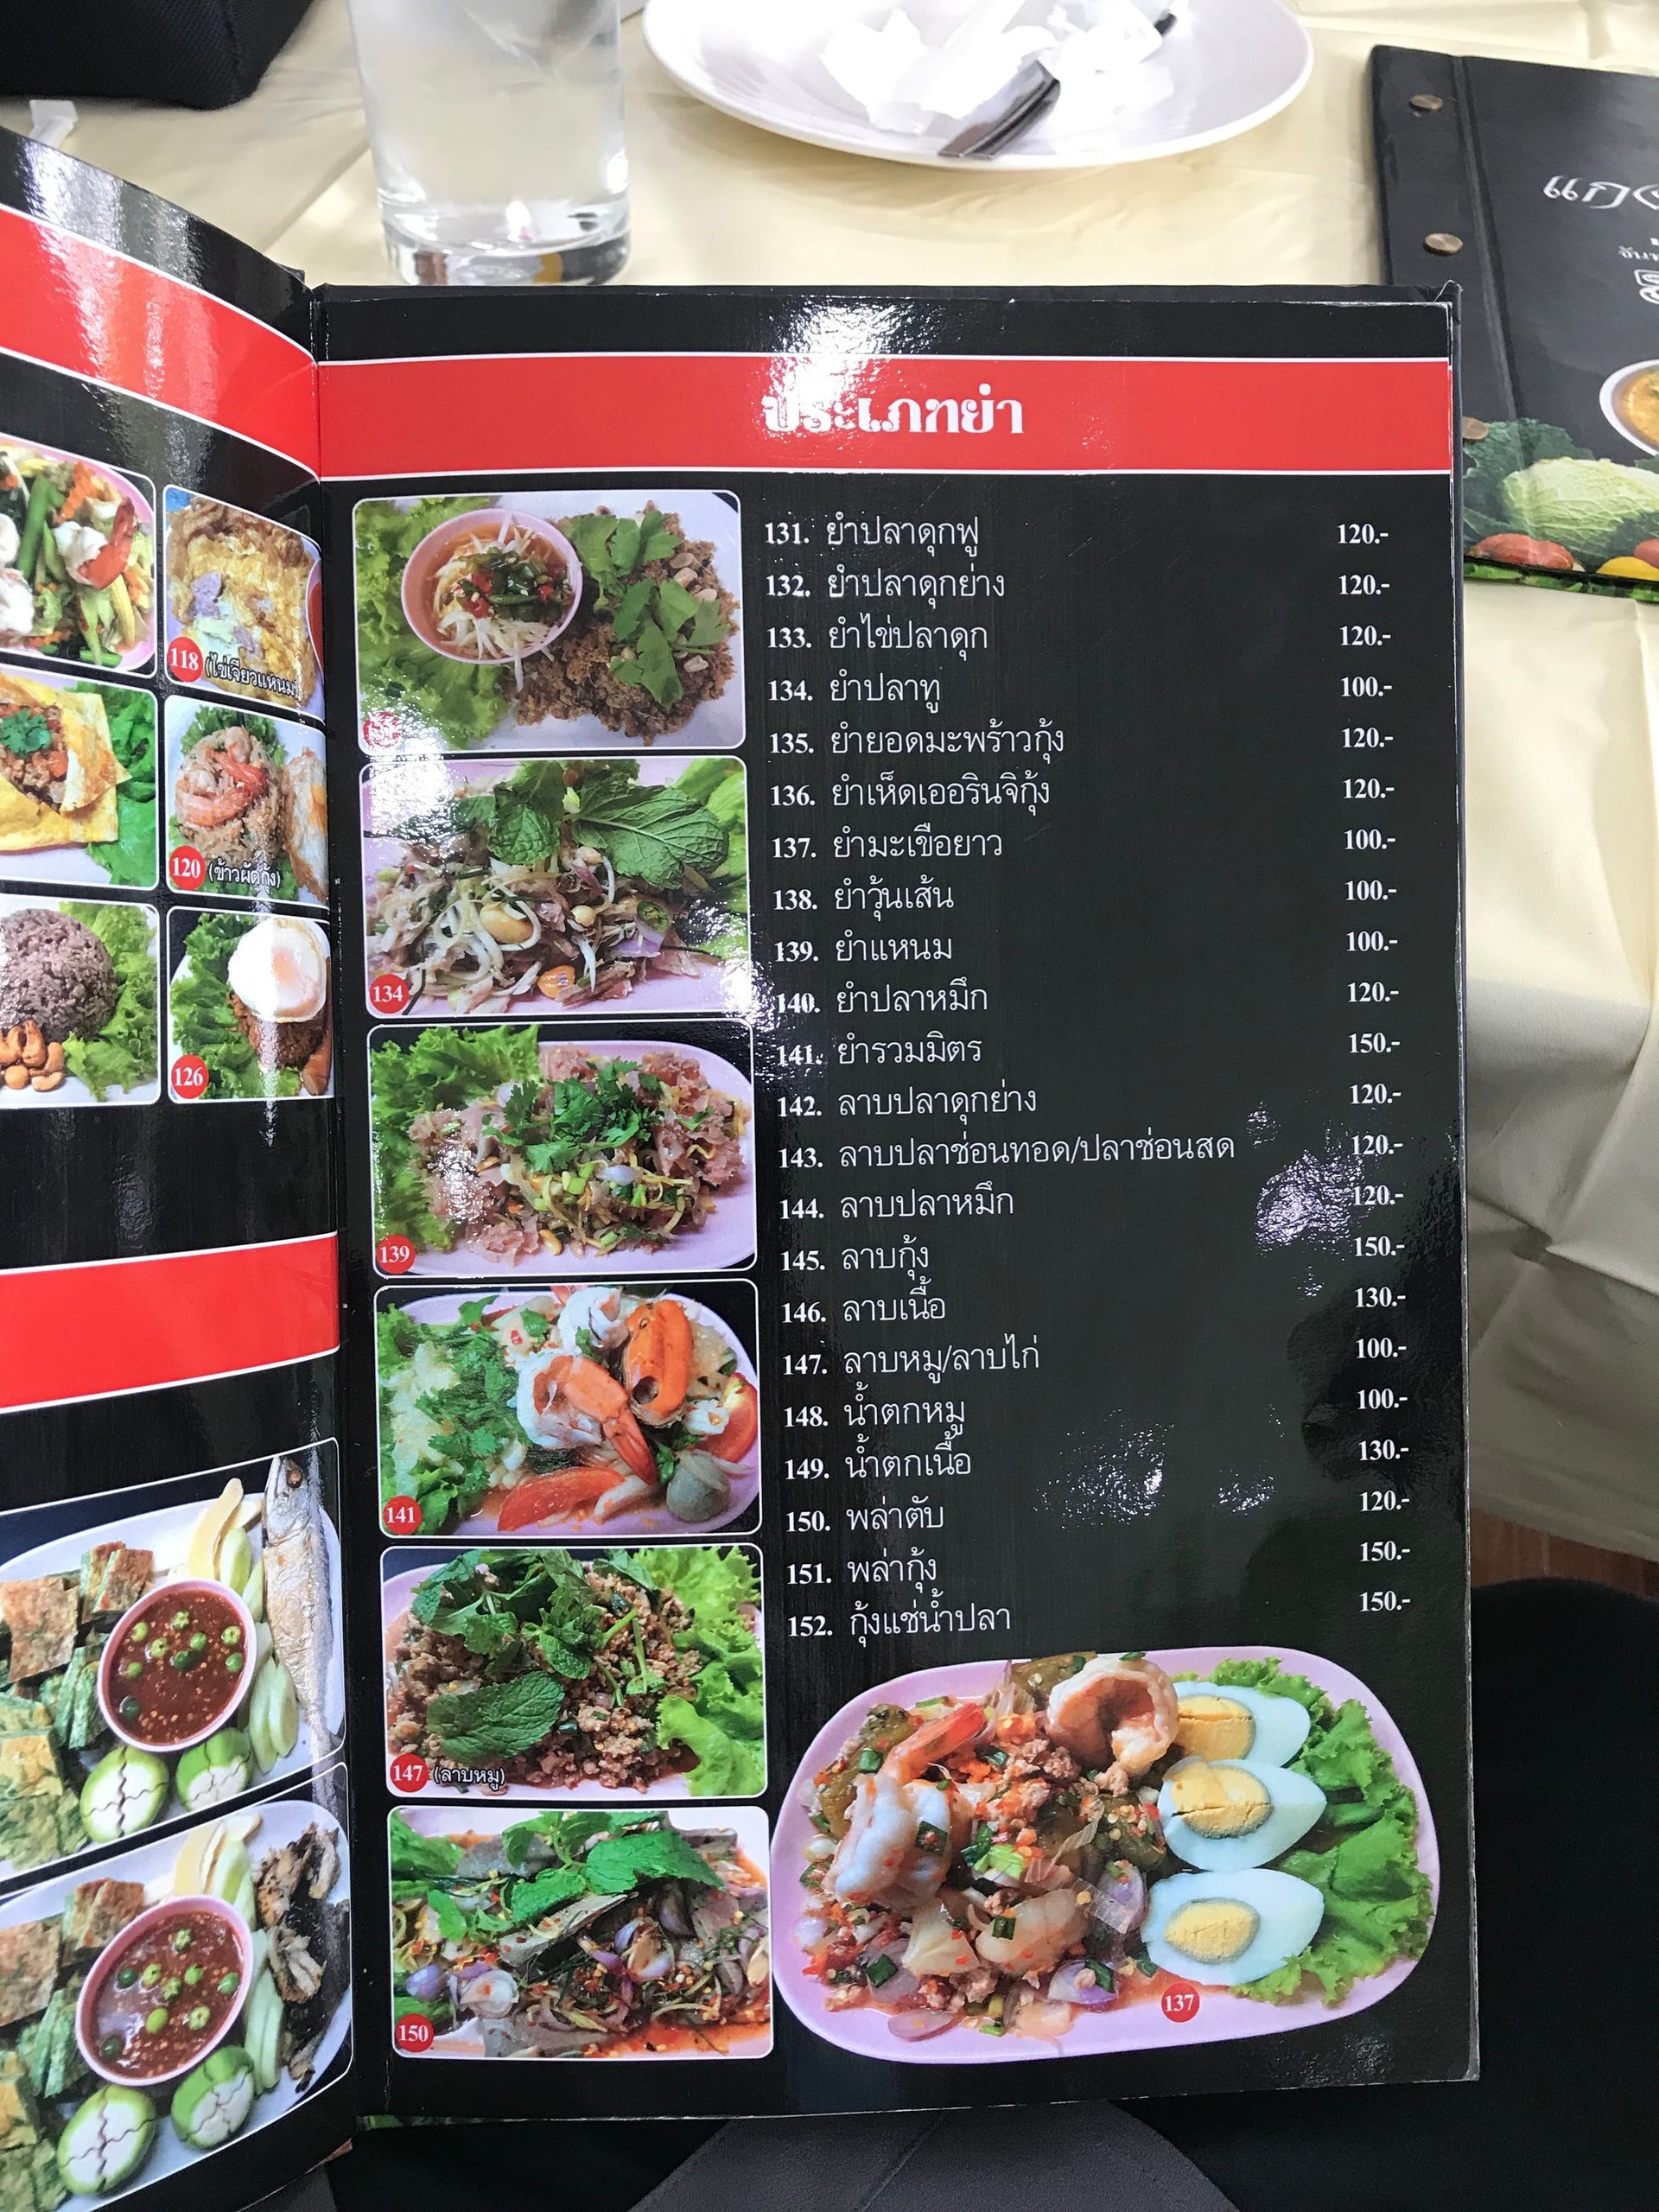 แกง
118 (ไข่เจียวแหนม)
120 (ข้าวผัดกุ้ง)
126
ประเภทยำ
131. ยำปลาดุกฟู 120.-
132. ยำปลาดุกย่าง 120.-
133. ยำไข่ปลาดุก 120.-
134. ยำปลาทู 100.-
135. ยำยอดมะพร้าวกุ้ง 120.-
136. ยำเห็ดเออรินจิกุ้ง 120.-
137. ยำมะเขือยาว 100.-
138. ยำวุ้นเส้น 100.-
139. ยำแหนม 100.-
140. ยำปลาหมึก 120.-
141. ยำรวมมิตร 150.-
142. ลาบปลาดุกย่าง 120.-
143. ลาบปลาช่อนทอด/ปลาช่อนสด 120.-
144. ลาบปลาหมึก 120.-
145. ลาบกุ้ง 150.-
146. ลาบเนื้อ 130.-
147. ลาบหมู/ลาบไก่ 100.-
148. น้ำตกหมู 100.-
149. น้ำตกเนื้อ 130.-
150. พล่าตับ 120.-
151. พล่ากุ้ง 150.-
152. กุ้งแช่น้ำปลา 150.-
131
134
139
141
147 (ลาบหมู)
150
137